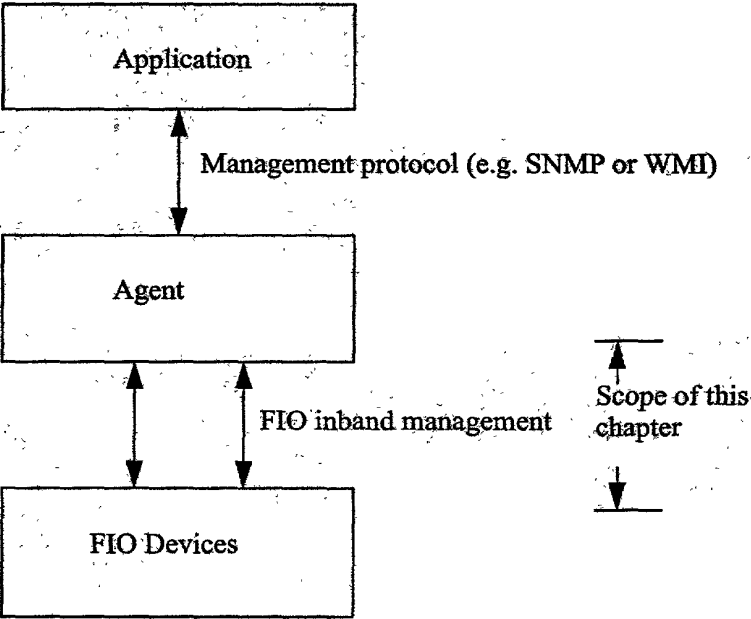 Application
Management protocol (e.g. SNMP or WMI)
Agent
FIO inband management
Scope of this
chapter
FIO Devices